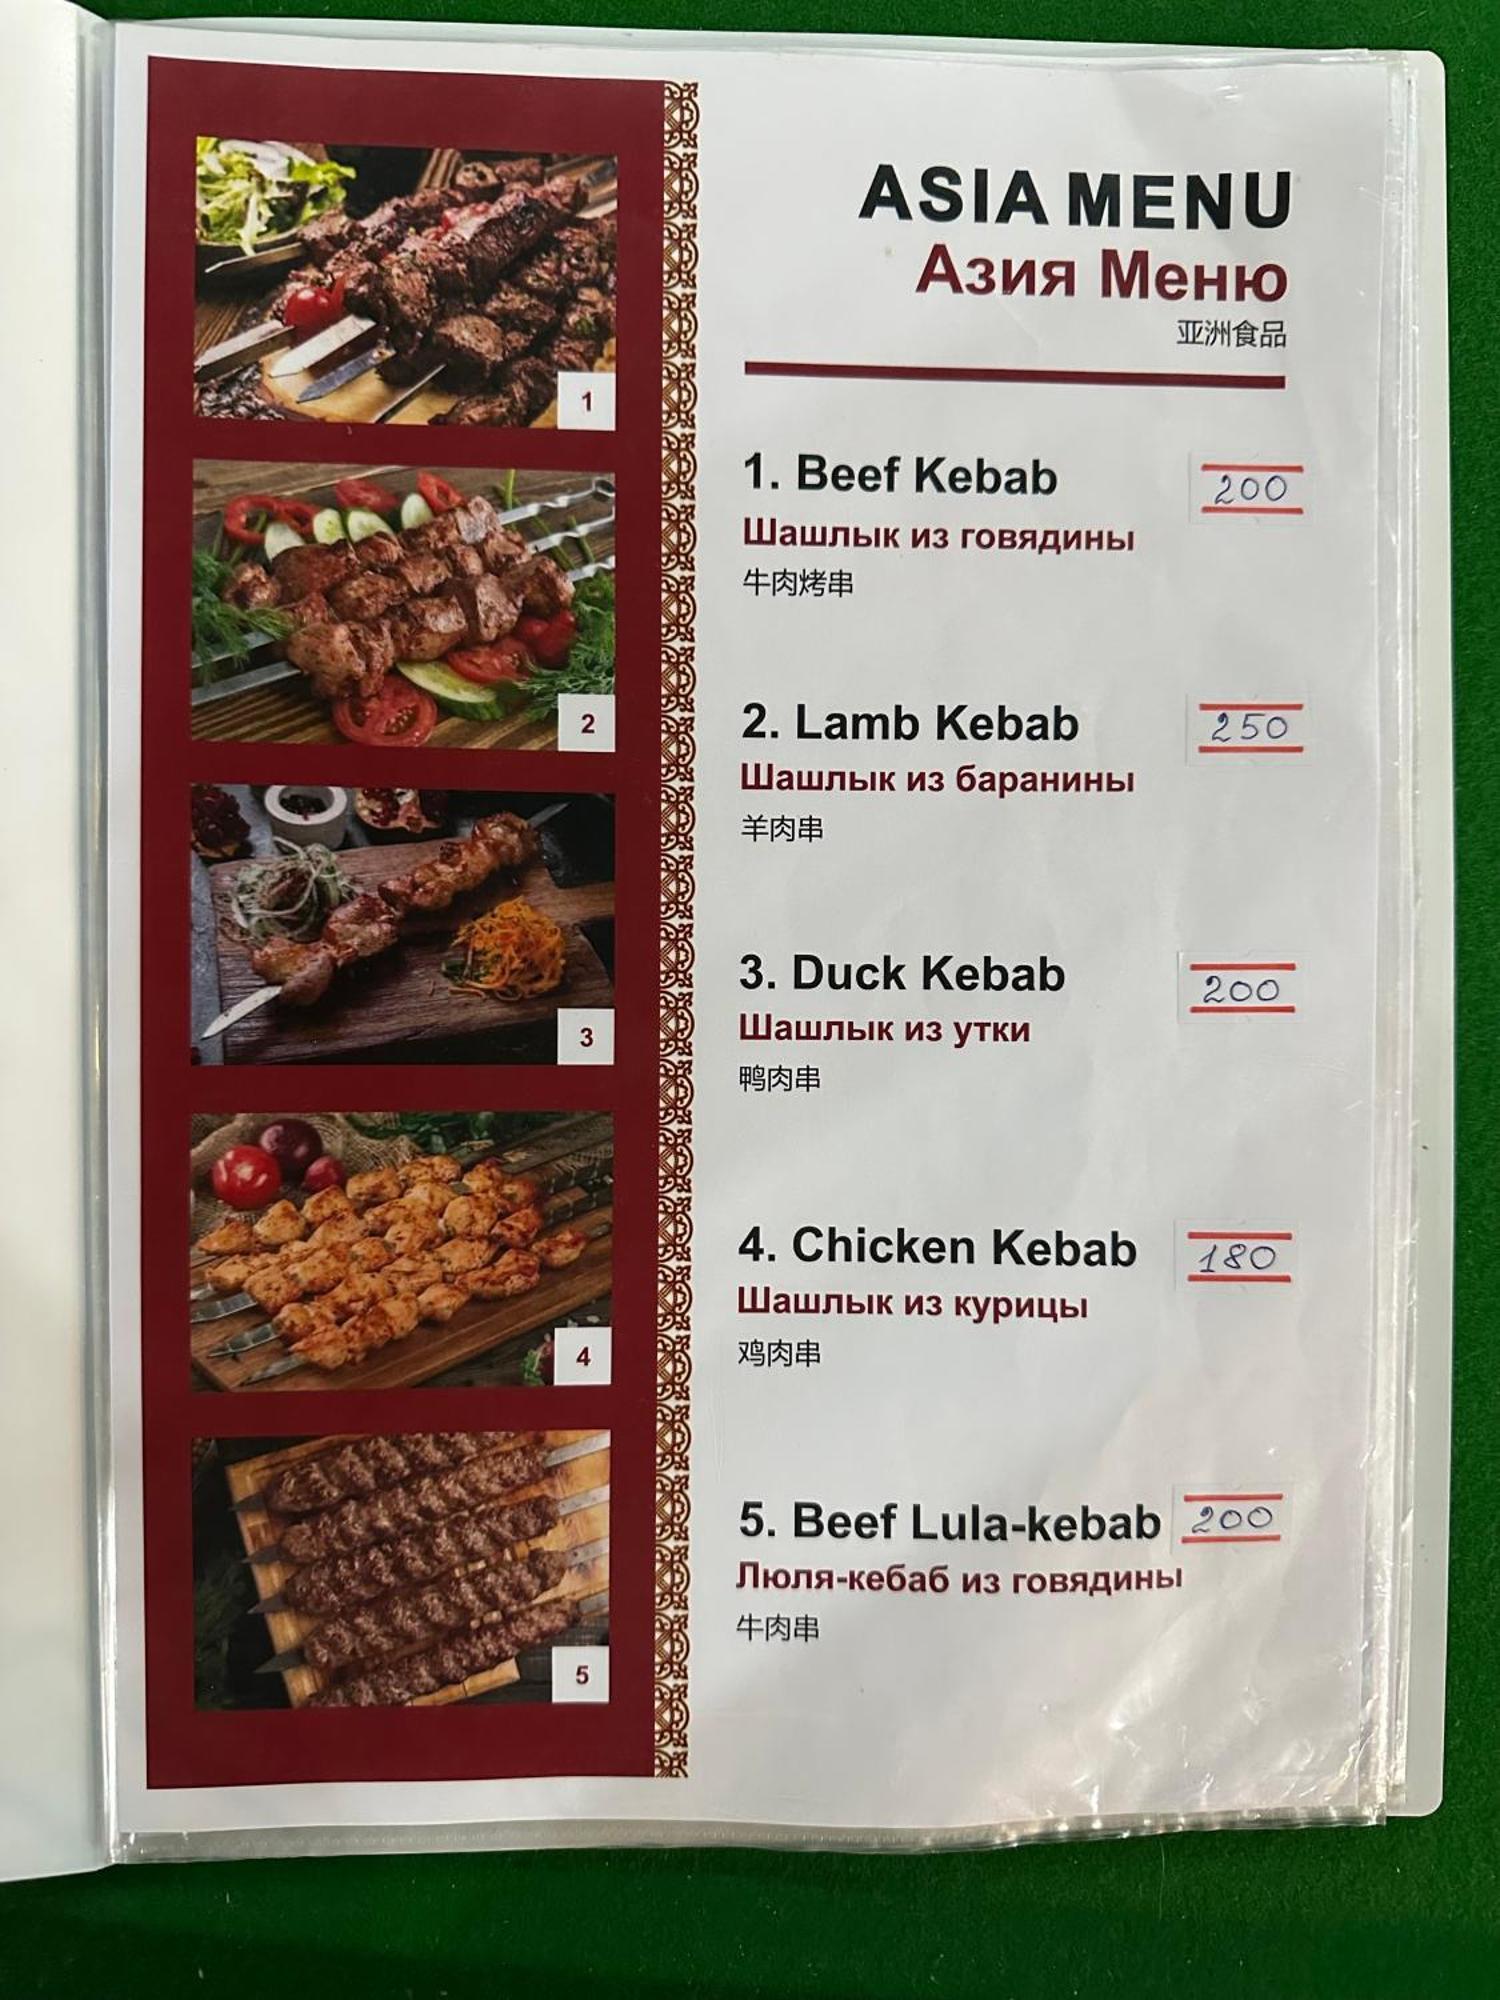 ASIA MENU
Азия Меню
亚洲食品
1. Beef Kebab 200
Шашлык из говядины
牛肉烤串
2. Lamb Kebab 250
Шашлык из баранины
羊肉串
3. Duck Kebab 200
Шашлык из утки
鸭肉串
4. Chicken Kebab 180
Шашлык из курицы
鸡肉串
5. Beef Lula-kebab 200
Люля-кебаб из говядины
牛肉串
1
2
3
4
5